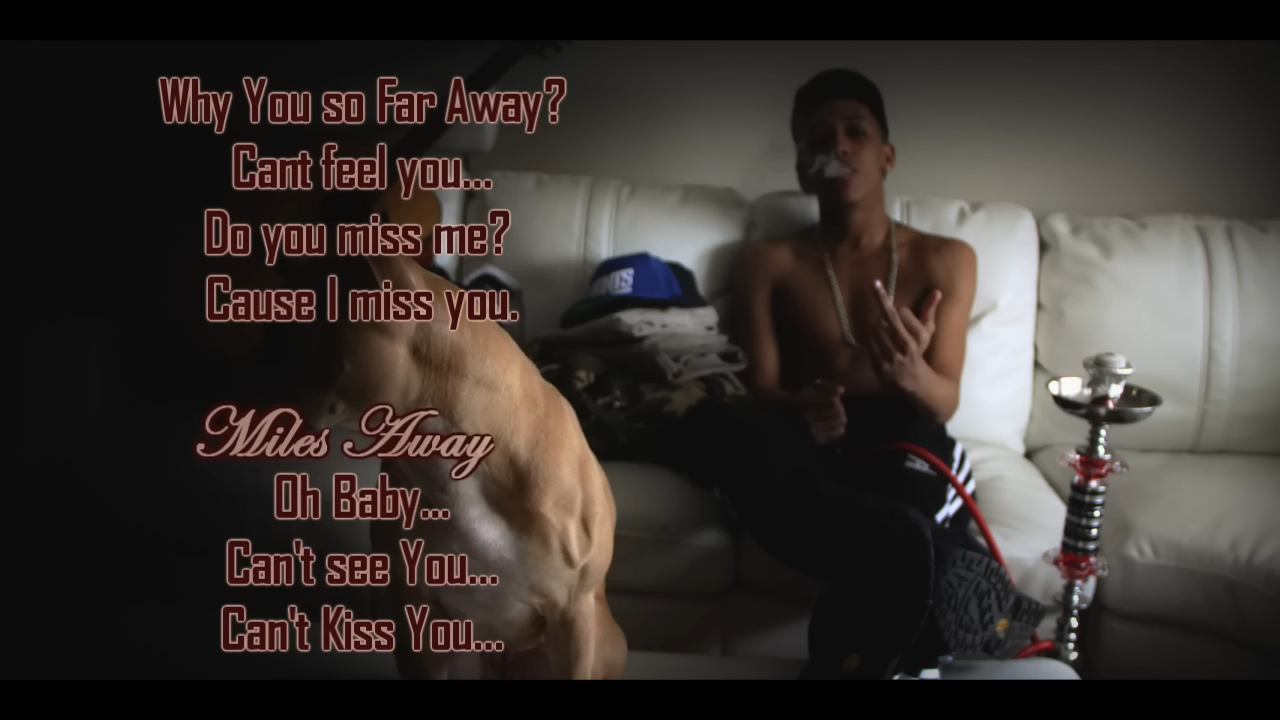 Why You so Far Away?
Cant feel you...
Do you miss me?
Cause I miss you.
Miles Away
Oh Baby...
Can't see You...
Can't Kiss You...